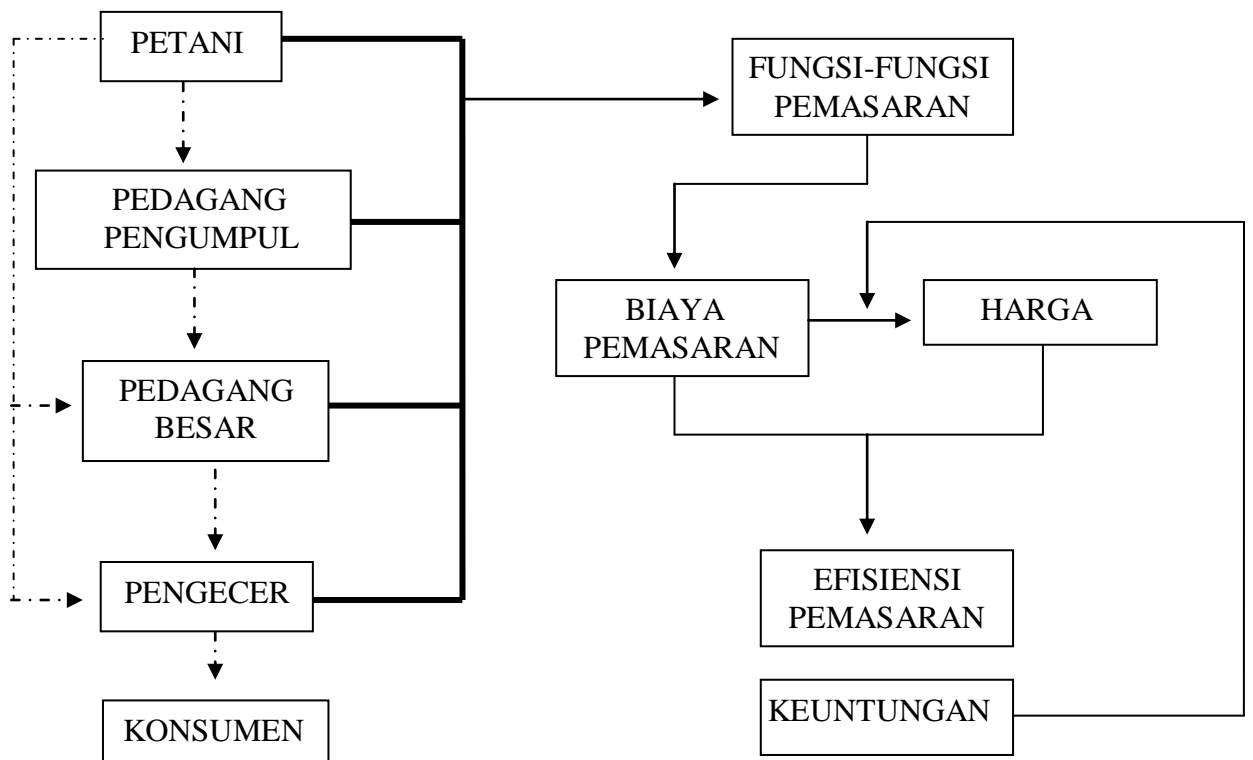 PETANI
PEDAGANG
PENGUMPUL
PEDAGANG
BESAR
PENGECER
KONSUMEN
FUNGSI-FUNGSI
PEMASARAN
BIAYA
PEMASARAN
HARGA
EFISIENSI
PEMASARAN
KEUNTUNGAN